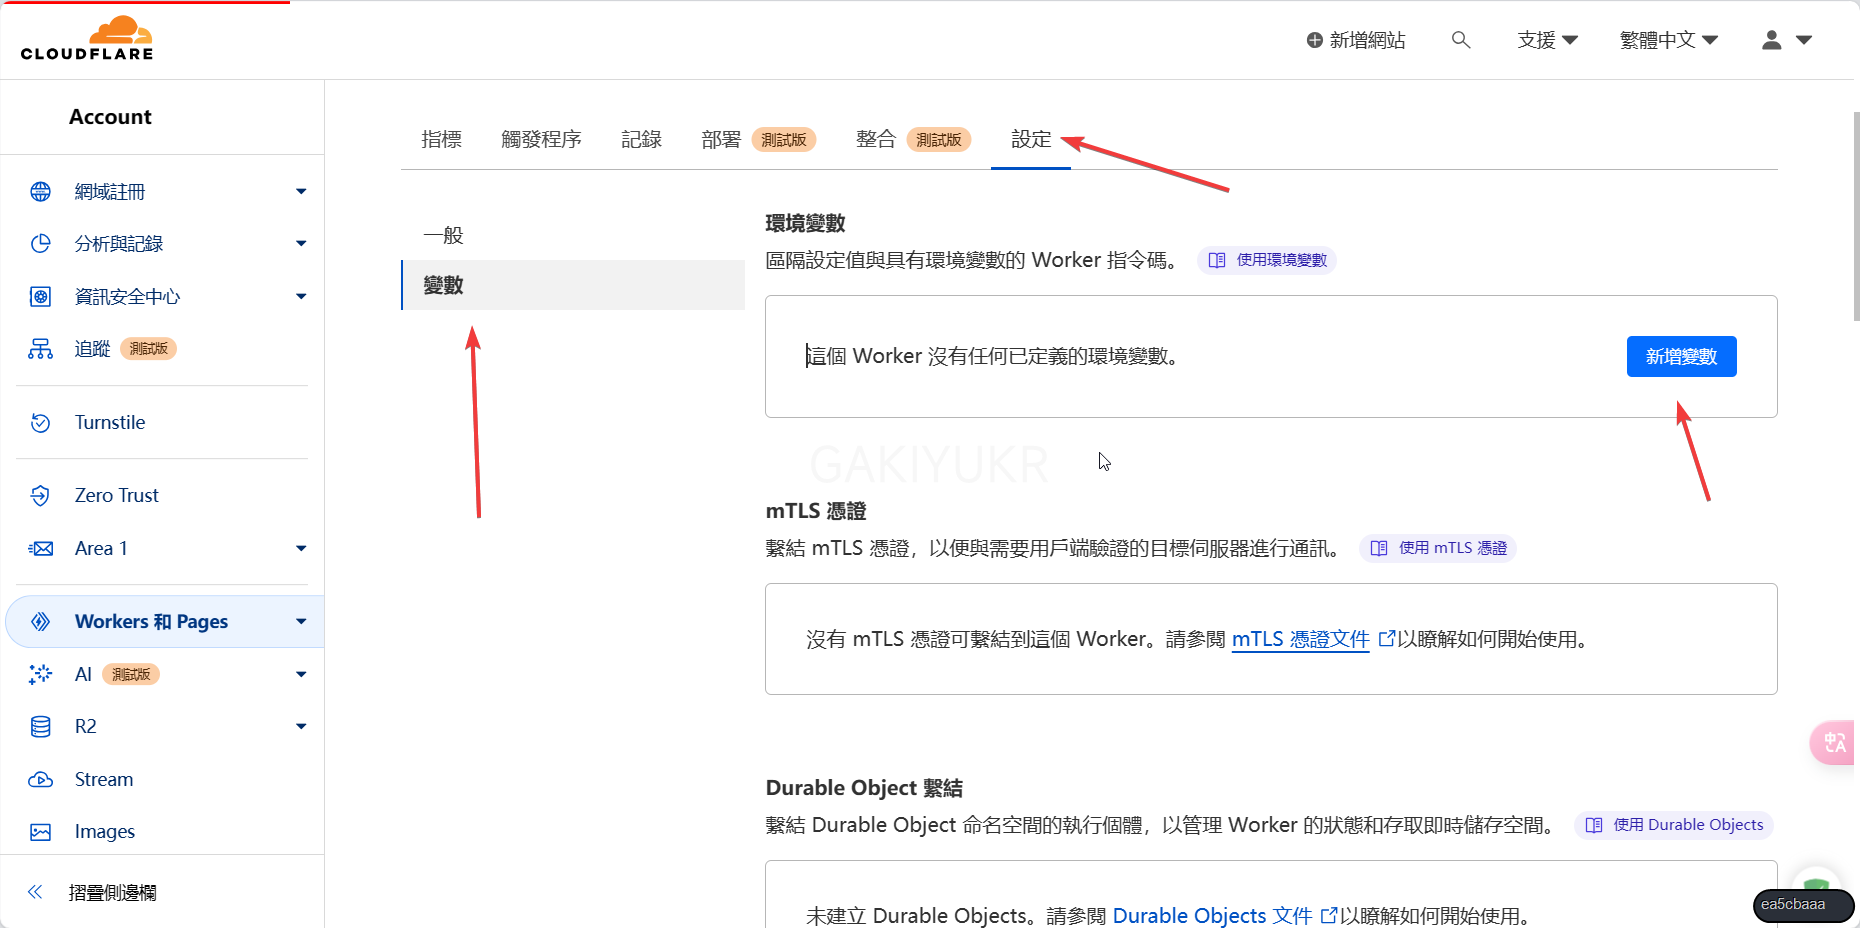 CLOUDFLARE
新增網站
支援
繁體中文
Account
指標
觸發程序
記錄
部署 測試版
整合 測試版
設定
網域註冊
分析與記錄
資訊安全中心
追蹤 測試版
Turnstile
Zero Trust
Area 1
Workers 和 Pages
AI 測試版
R2
Stream
Images
摺疊側邊欄
一般
變數
環境變數
區隔設定值與具有環境變數的 Worker 指令碼。 使用環境變數
這個 Worker 沒有任何已定義的環境變數。
新增變數
GAKIYUKR
mTLS 憑證
繫結 mTLS 憑證，以便與需要用戶端驗證的目標伺服器進行通訊。 使用 mTLS 憑證
沒有 mTLS 憑證可繫結到這個 Worker。請參閱 mTLS 憑證文件 以瞭解如何開始使用。
Durable Object 繫結
繫結 Durable Object 命名空間的執行個體，以管理 Worker 的狀態和存取即時儲存空間。 使用 Durable Objects
未建立 Durable Objects。請參閱 Durable Objects 文件 以瞭解如何開始使用。
中A
ea5cbaaa